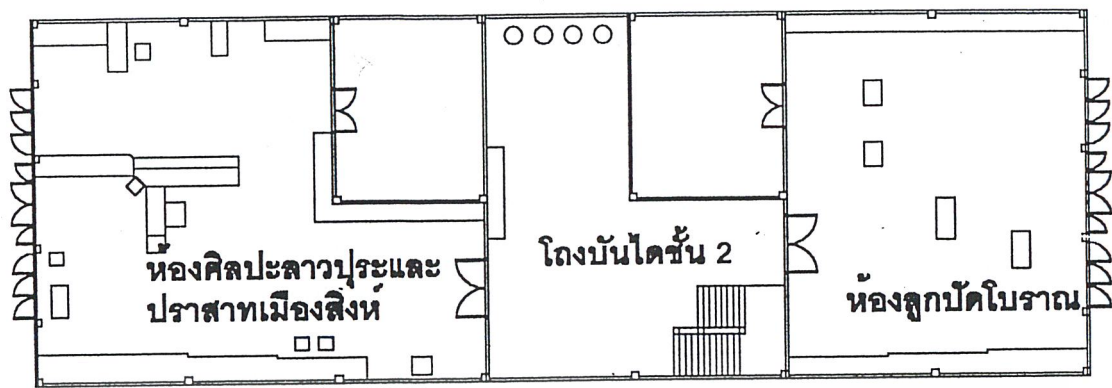 ห้องศิลปะลาวปุระและ
ปราสาทเมืองสิงห์
โถงบันไดชั้น 2
ห้องลูกปัดโบราณ